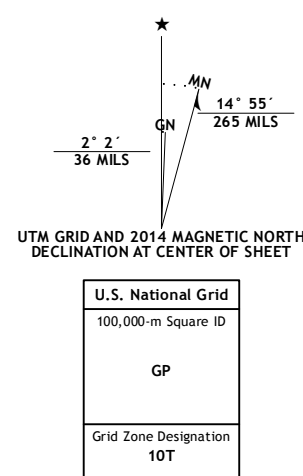 ★
MN
GN
14° 55´
265 MILS
2° 2´
36 MILS
UTM GRID AND 2014 MAGNETIC NORTH
DECLINATION AT CENTER OF SHEET
U.S. National Grid
100,000-m Square ID
GP
Grid Zone Designation
10T